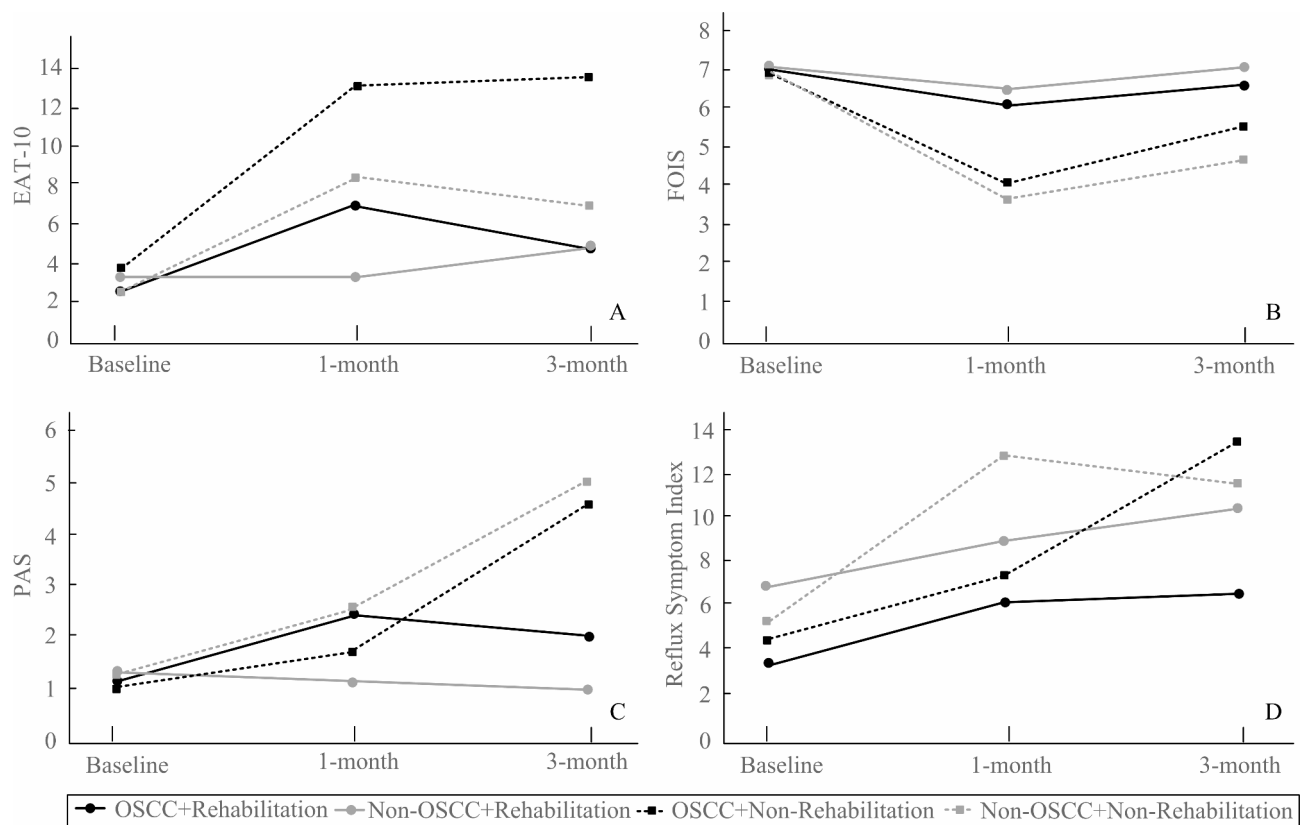 14
12
10
8
6
4
2
0
EAT-10
A
Baseline 1-month 3-month
8
7
6
5
4
3
2
1
0
FOIS
B
Baseline 1-month 3-month
6
5
4
3
2
1
0
PAS
C
Baseline 1-month 3-month
14
12
10
8
6
4
2
0
Reflux Symptom Index
D
Baseline 1-month 3-month
OSCC+Rehabilitation Non-OSCC+Rehabilitation OSCC+Non-Rehabilitation Non-OSCC+Non-Rehabilitation